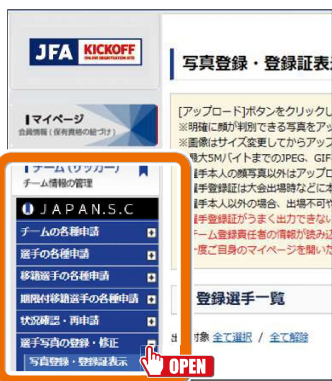 JFA KICKOFF
ONLINE REGISTRATION SITE
写真登録・登録証表
マイページ
会員情報（保有資格の紐づけ）
[アップロード]ボタンをクリックし
※明確に顔が判別できる写真をアッ
※画像はサイズ変更してからアップ
最大5Mバイトまでの JPEG、GIF
チーム（サッカー）
選手本人の顔写真以外はアップロ
チーム情報の管理
選手登録証は大会出場時などに本
選手本人以外の場合、出場不可や
JAPAN.S.C
選手登録証がうまく出力できない
チームの各種申請
チーム登録責任者の情報が読み込
選手の各種申請
一度ご自身のマイページを開いた
移籍選手の各種申請
期限付移籍選手の各種申請
登録選手一覧
状況確認・再申請
選手写真の登録・修正
対象 全て選択 / 全て解除
写真登録・登録証表示
OPEN